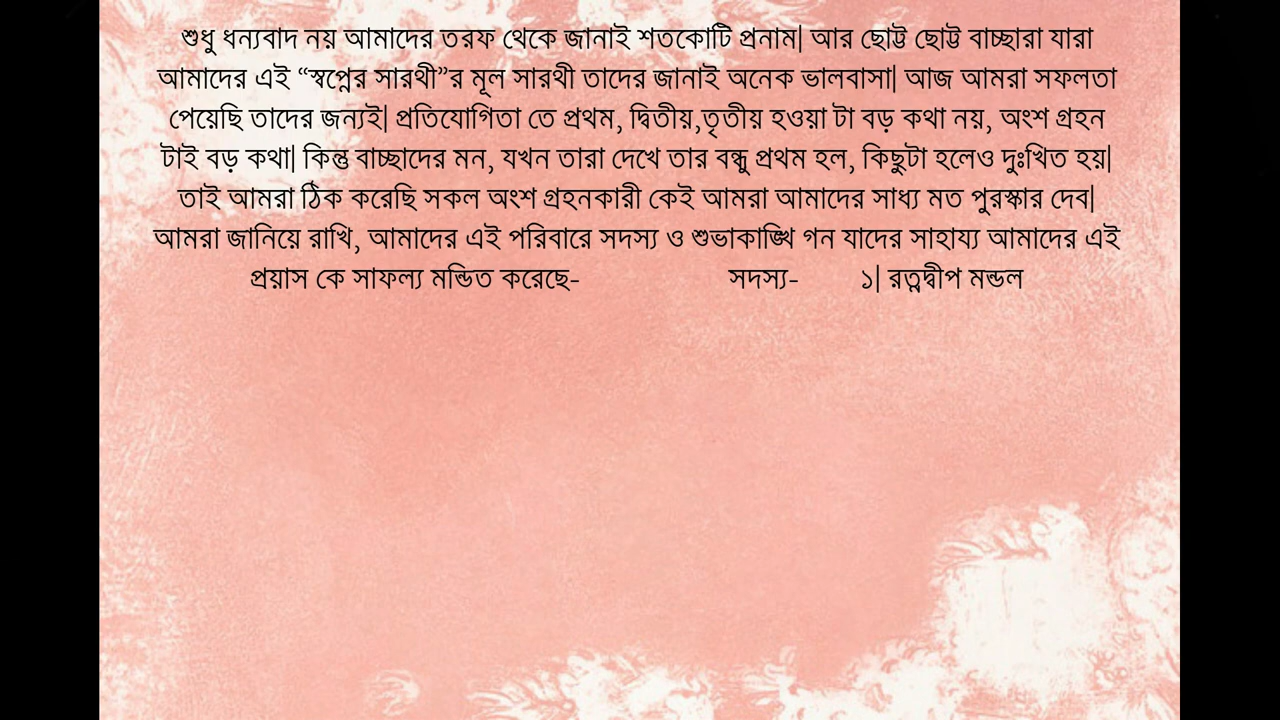 শুধু ধন্যবাদ নয় আমাদের তরফ থেকে জানাই শতকোটি প্রনাম| আর ছোট্ট ছোট্ট বাচ্ছারা যারা
আমাদের এই “স্বপ্নের সারথী”র মূল সারথী তাদের জানাই অনেক ভালবাসা| আজ আমরা সফলতা
পেয়েছি তাদের জন্যই| প্রতিযোগিতা তে প্রথম, দ্বিতীয়,তৃতীয় হওয়া টা বড় কথা নয়, অংশ গ্রহন
টাই বড় কথা| কিন্তু বাচ্ছাদের মন, যখন তারা দেখে তার বন্ধু প্রথম হল, কিছুটা হলেও দুঃখিত হয়|
তাই আমরা ঠিক করেছি সকল অংশ গ্রহনকারী কেই আমরা আমাদের সাধ্য মত পুরস্কার দেব|
আমরা জানিয়ে রাখি, আমাদের এই পরিবারে সদস্য ও শুভাকাঙ্খি গন যাদের সাহায্য আমাদের এই
প্রয়াস কে সাফল্য মন্ডিত করেছে- সদস্য- ১| রত্নদ্বীপ মন্ডল